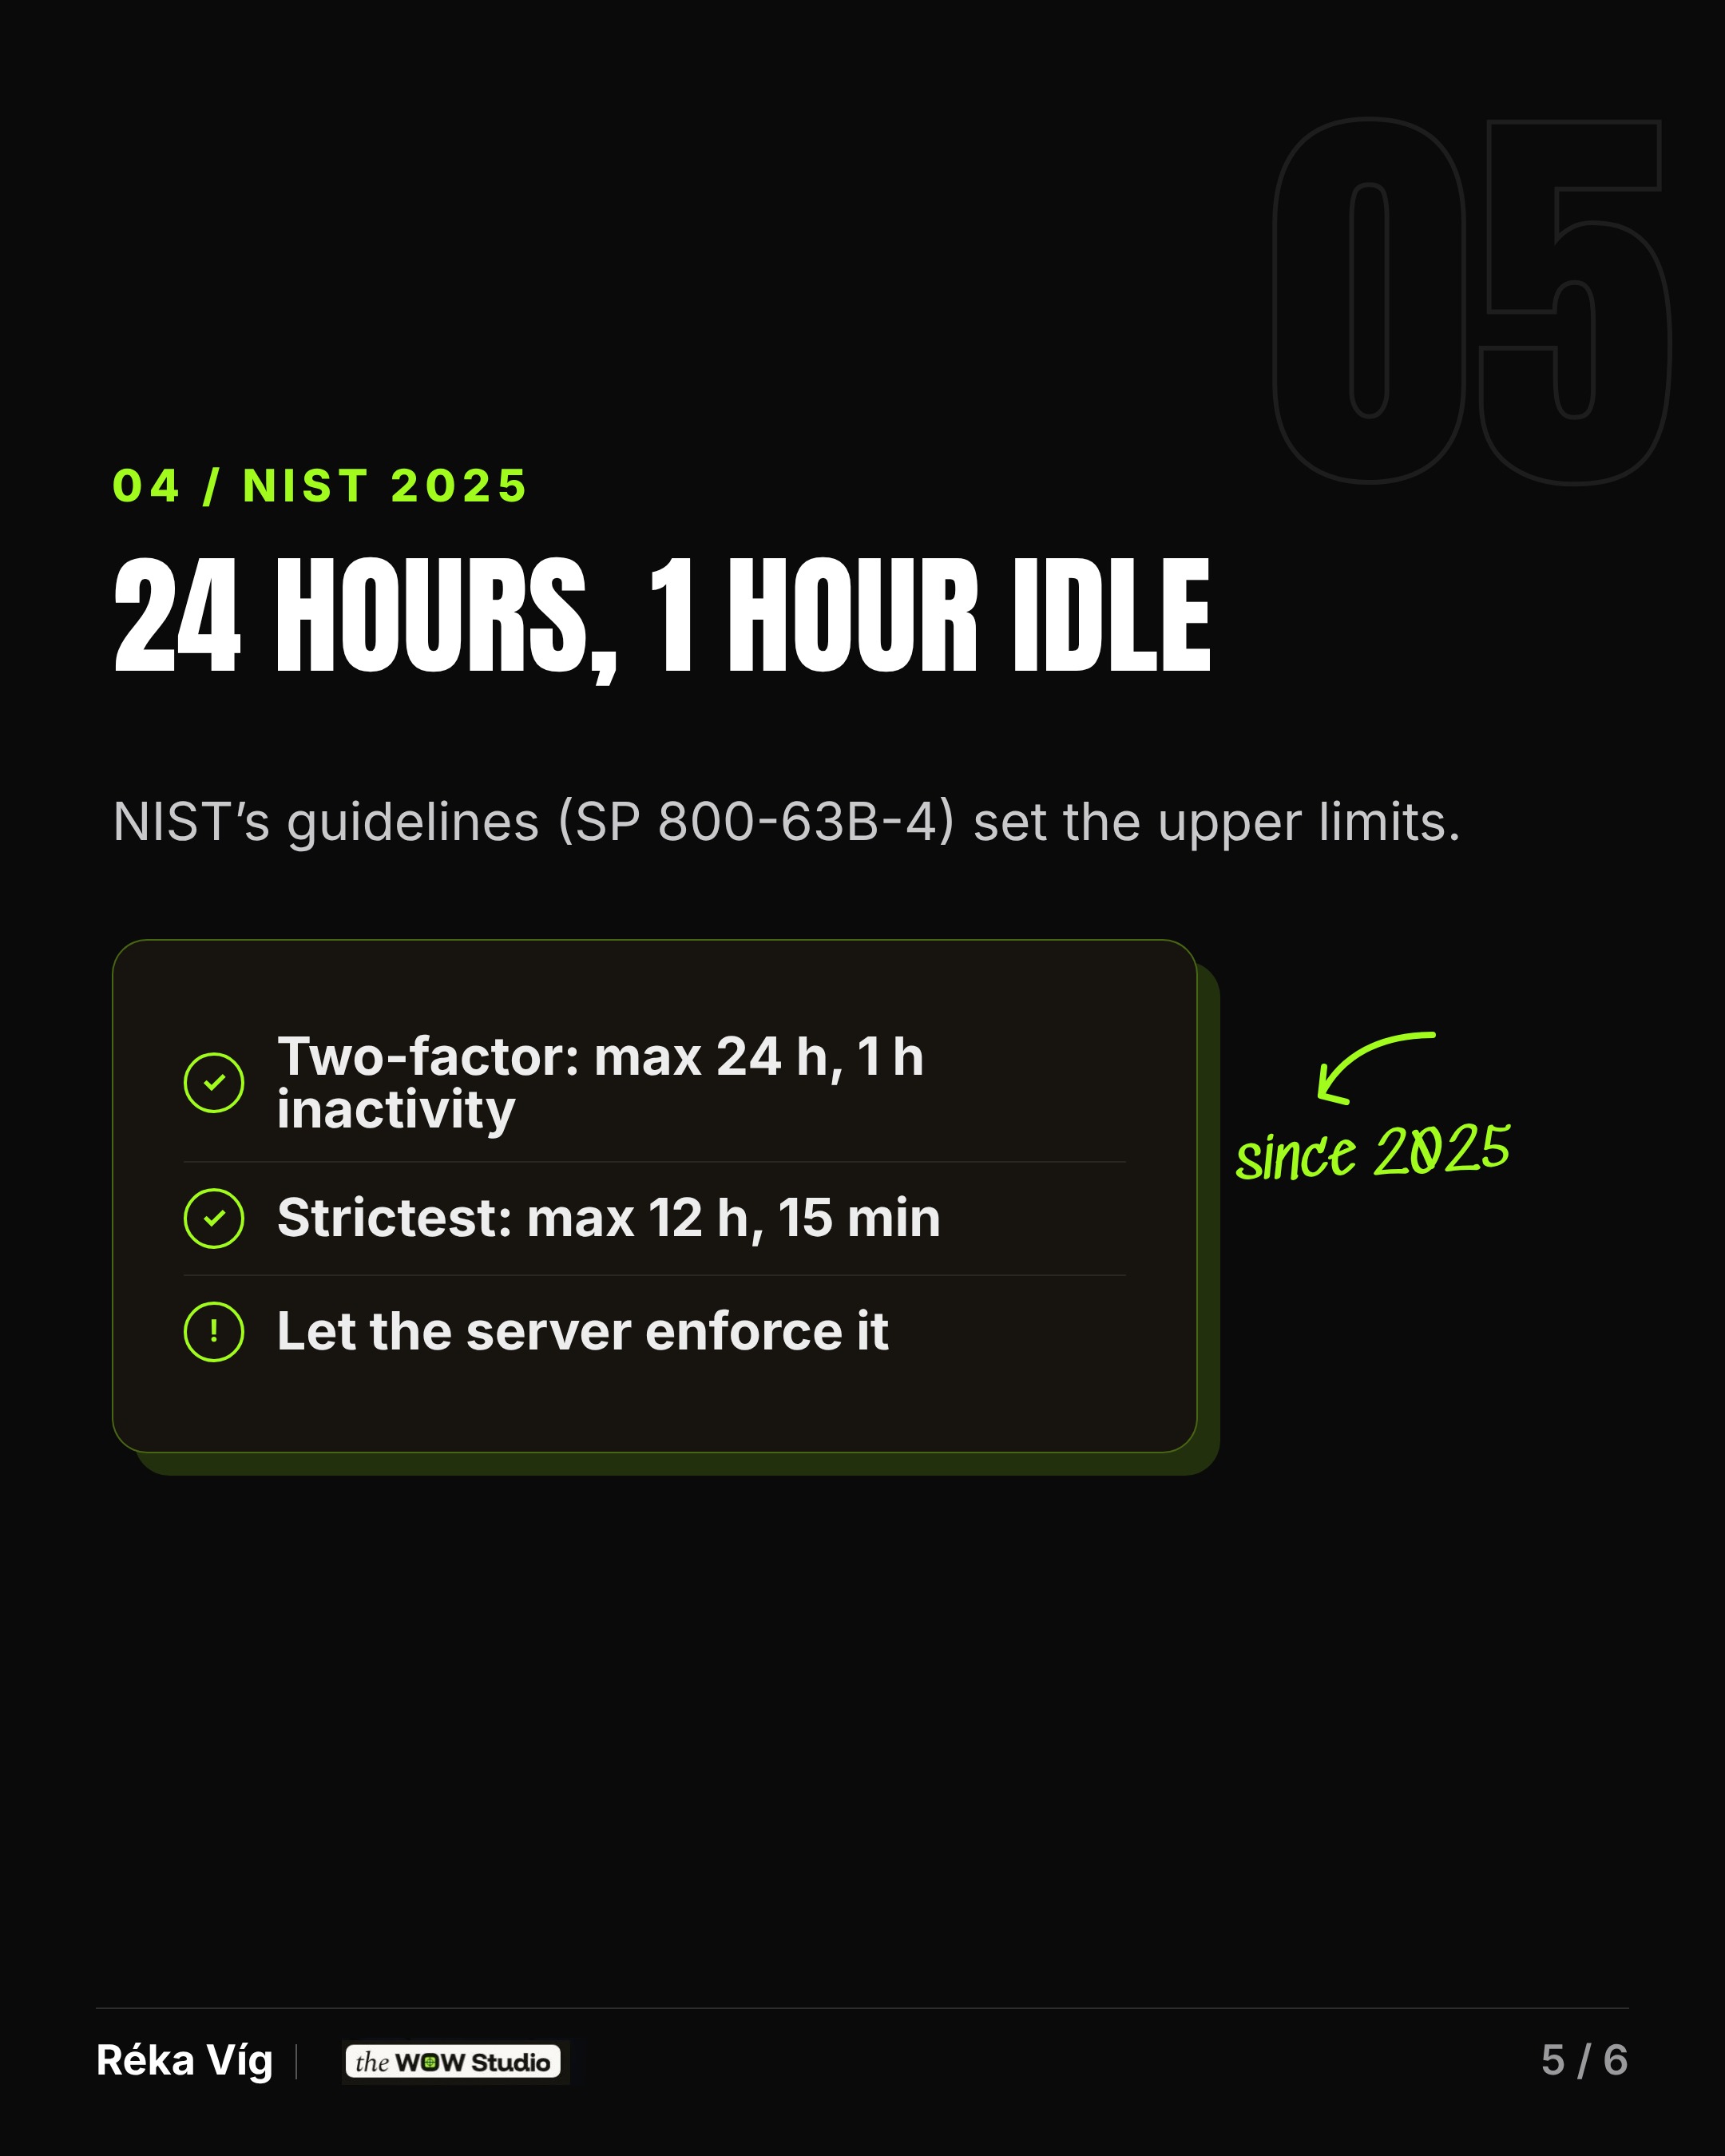 05
04 / NIST 2025
24 HOURS, 1 HOUR IDLE
NIST’s guidelines (SP 800-63B-4) set the upper limits.
Two-factor: max 24 h, 1 h
inactivity
Strictest: max 12 h, 15 min
! Let the server enforce it
since 2025
Réka Víg
the WOW Studio
5 / 6